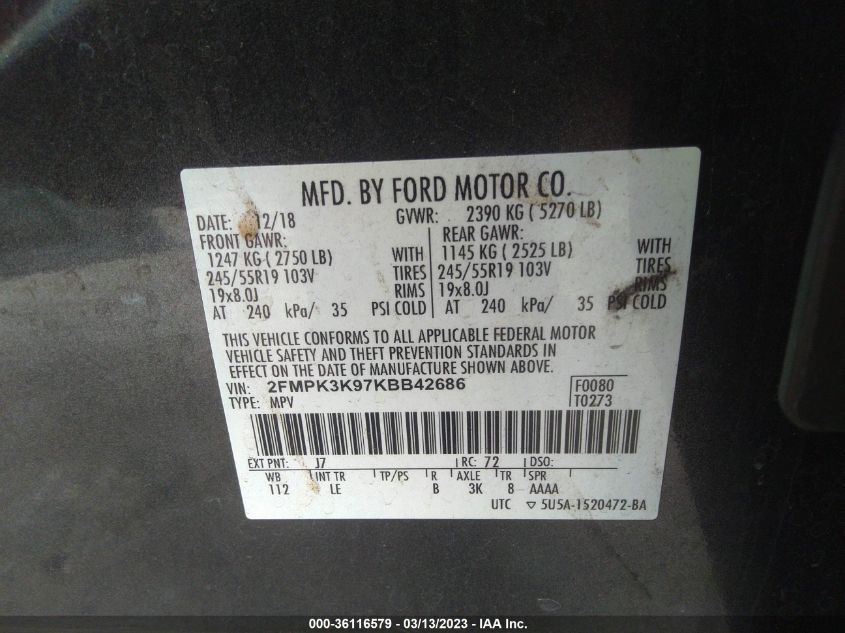 MFD. BY FORD MOTOR CO.
DATE: 12/18 GVWR: 2390 KG ( 5270 LB)
FRONT GAWR: REAR GAWR:
1247 KG ( 2750 LB) WITH 1145 KG ( 2525 LB) WITH
245/55R19 103V TIRES 245/55R19 103V TIRES
19x8.0J RIMS 19x8.0J RIMS
AT 240 kPa/ 35 PSI COLD AT 240 kPa/ 35 PSI COLD
THIS VEHICLE CONFORMS TO ALL APPLICABLE FEDERAL MOTOR
VEHICLE SAFETY AND THEFT PREVENTION STANDARDS IN
EFFECT ON THE DATE OF MANUFACTURE SHOWN ABOVE.
VIN: 2FMPK3K97KBB42686 F0080
TYPE: MPV T0273
EXT PNT: J7 RC: 72 DSO:
WB INT TR TP/PS R AXLE TR SPR
112 LE B 3K 8 AAAA
UTC ▽ 5U5A-1520472-BA
000-36116579 - 03/13/2023 - IAA Inc.